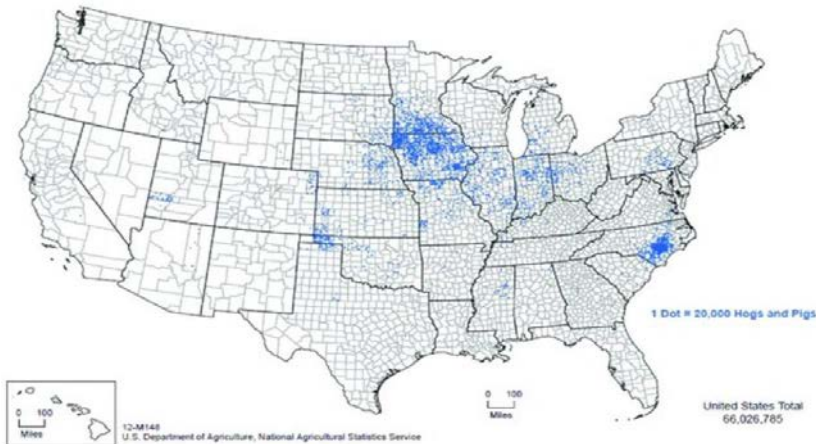 1 Dot = 20,000 Hogs and Pigs
0 100
Miles
0 100
Miles
United States Total
66,026,785
12-M148
U.S. Department of Agriculture, National Agricultural Statistics Service